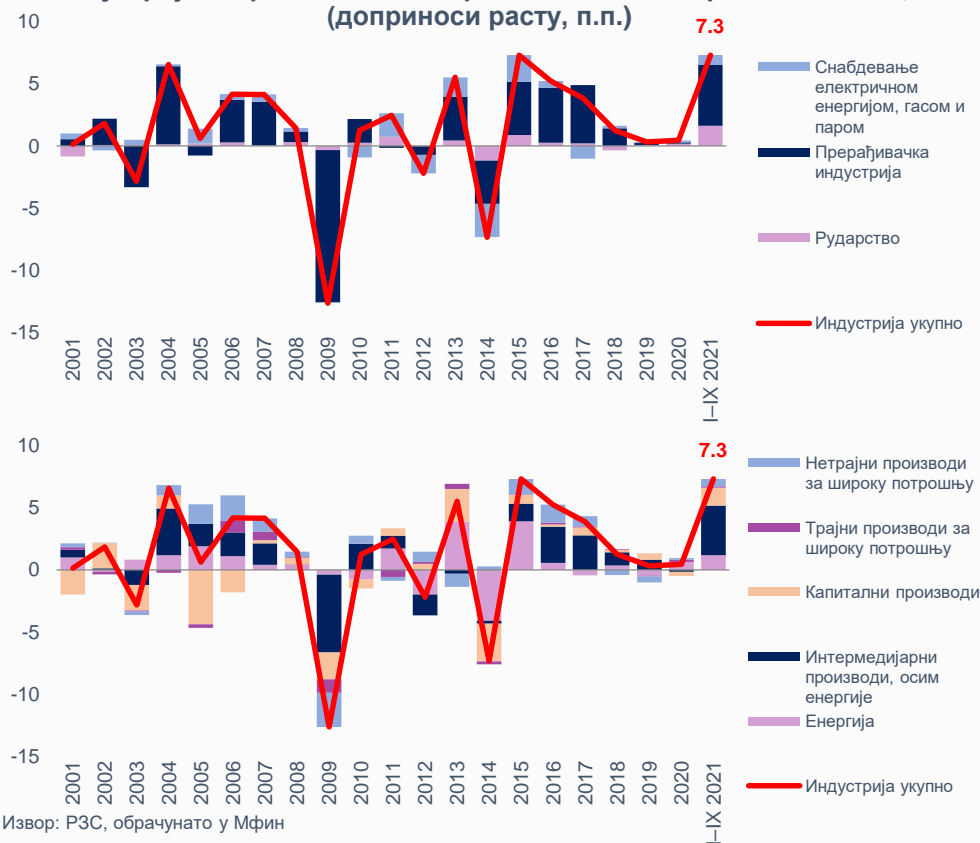 (доприноси расту, п.п.)
10
5
0
-5
-10
-15
7.3
2001
2002
2003
2004
2005
2006
2007
2008
2009
2010
2011
2012
2013
2014
2015
2016
2017
2018
2019
2020
I–IX 2021
Снабдевање
електричном
енергијом, гасом и
паром
Прерађивачка
индустрија
Рударство
Индустрија укупно
10
5
0
-5
-10
-15
7.3
2001
2002
2003
2004
2005
2006
2007
2008
2009
2010
2011
2012
2013
2014
2015
2016
2017
2018
2019
2020
I–IX 2021
Нетрајни производи
за широку потрошњу
Трајни производи за
широку потрошњу
Капитални производи
Интермедијарни
производи, осим
енергије
Енергија
Индустрија укупно
Извор: РЗС, обрачунато у Мфин